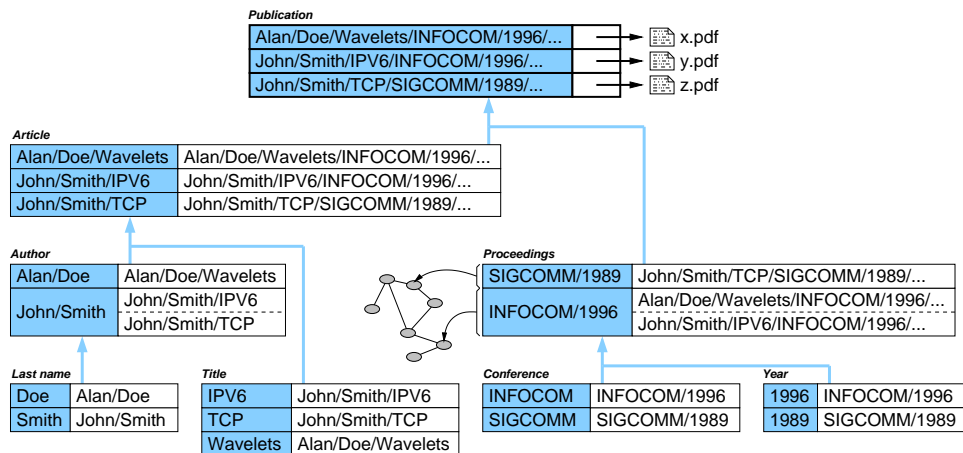 Publication
Alan/Doe/Wavelets/INFOCOM/1996/... x.pdf
John/Smith/IPV6/INFOCOM/1996/... y.pdf
John/Smith/TCP/SIGCOMM/1989/... z.pdf
Article
Alan/Doe/Wavelets Alan/Doe/Wavelets/INFOCOM/1996/...
John/Smith/IPV6 John/Smith/IPV6/INFOCOM/1996/...
John/Smith/TCP John/Smith/TCP/SIGCOMM/1989/...
Author
Alan/Doe Alan/Doe/Wavelets
John/Smith John/Smith/IPV6
John/Smith/TCP
Proceedings
SIGCOMM/1989 John/Smith/TCP/SIGCOMM/1989/...
INFOCOM/1996 Alan/Doe/Wavelets/INFOCOM/1996/...
John/Smith/IPV6/INFOCOM/1996/...
Last name
Doe Alan/Doe
Smith John/Smith
Title
IPV6 John/Smith/IPV6
TCP John/Smith/TCP
Wavelets Alan/Doe/Wavelets
Conference
INFOCOM INFOCOM/1996
SIGCOMM SIGCOMM/1989
Year
1996 INFOCOM/1996
1989 SIGCOMM/1989